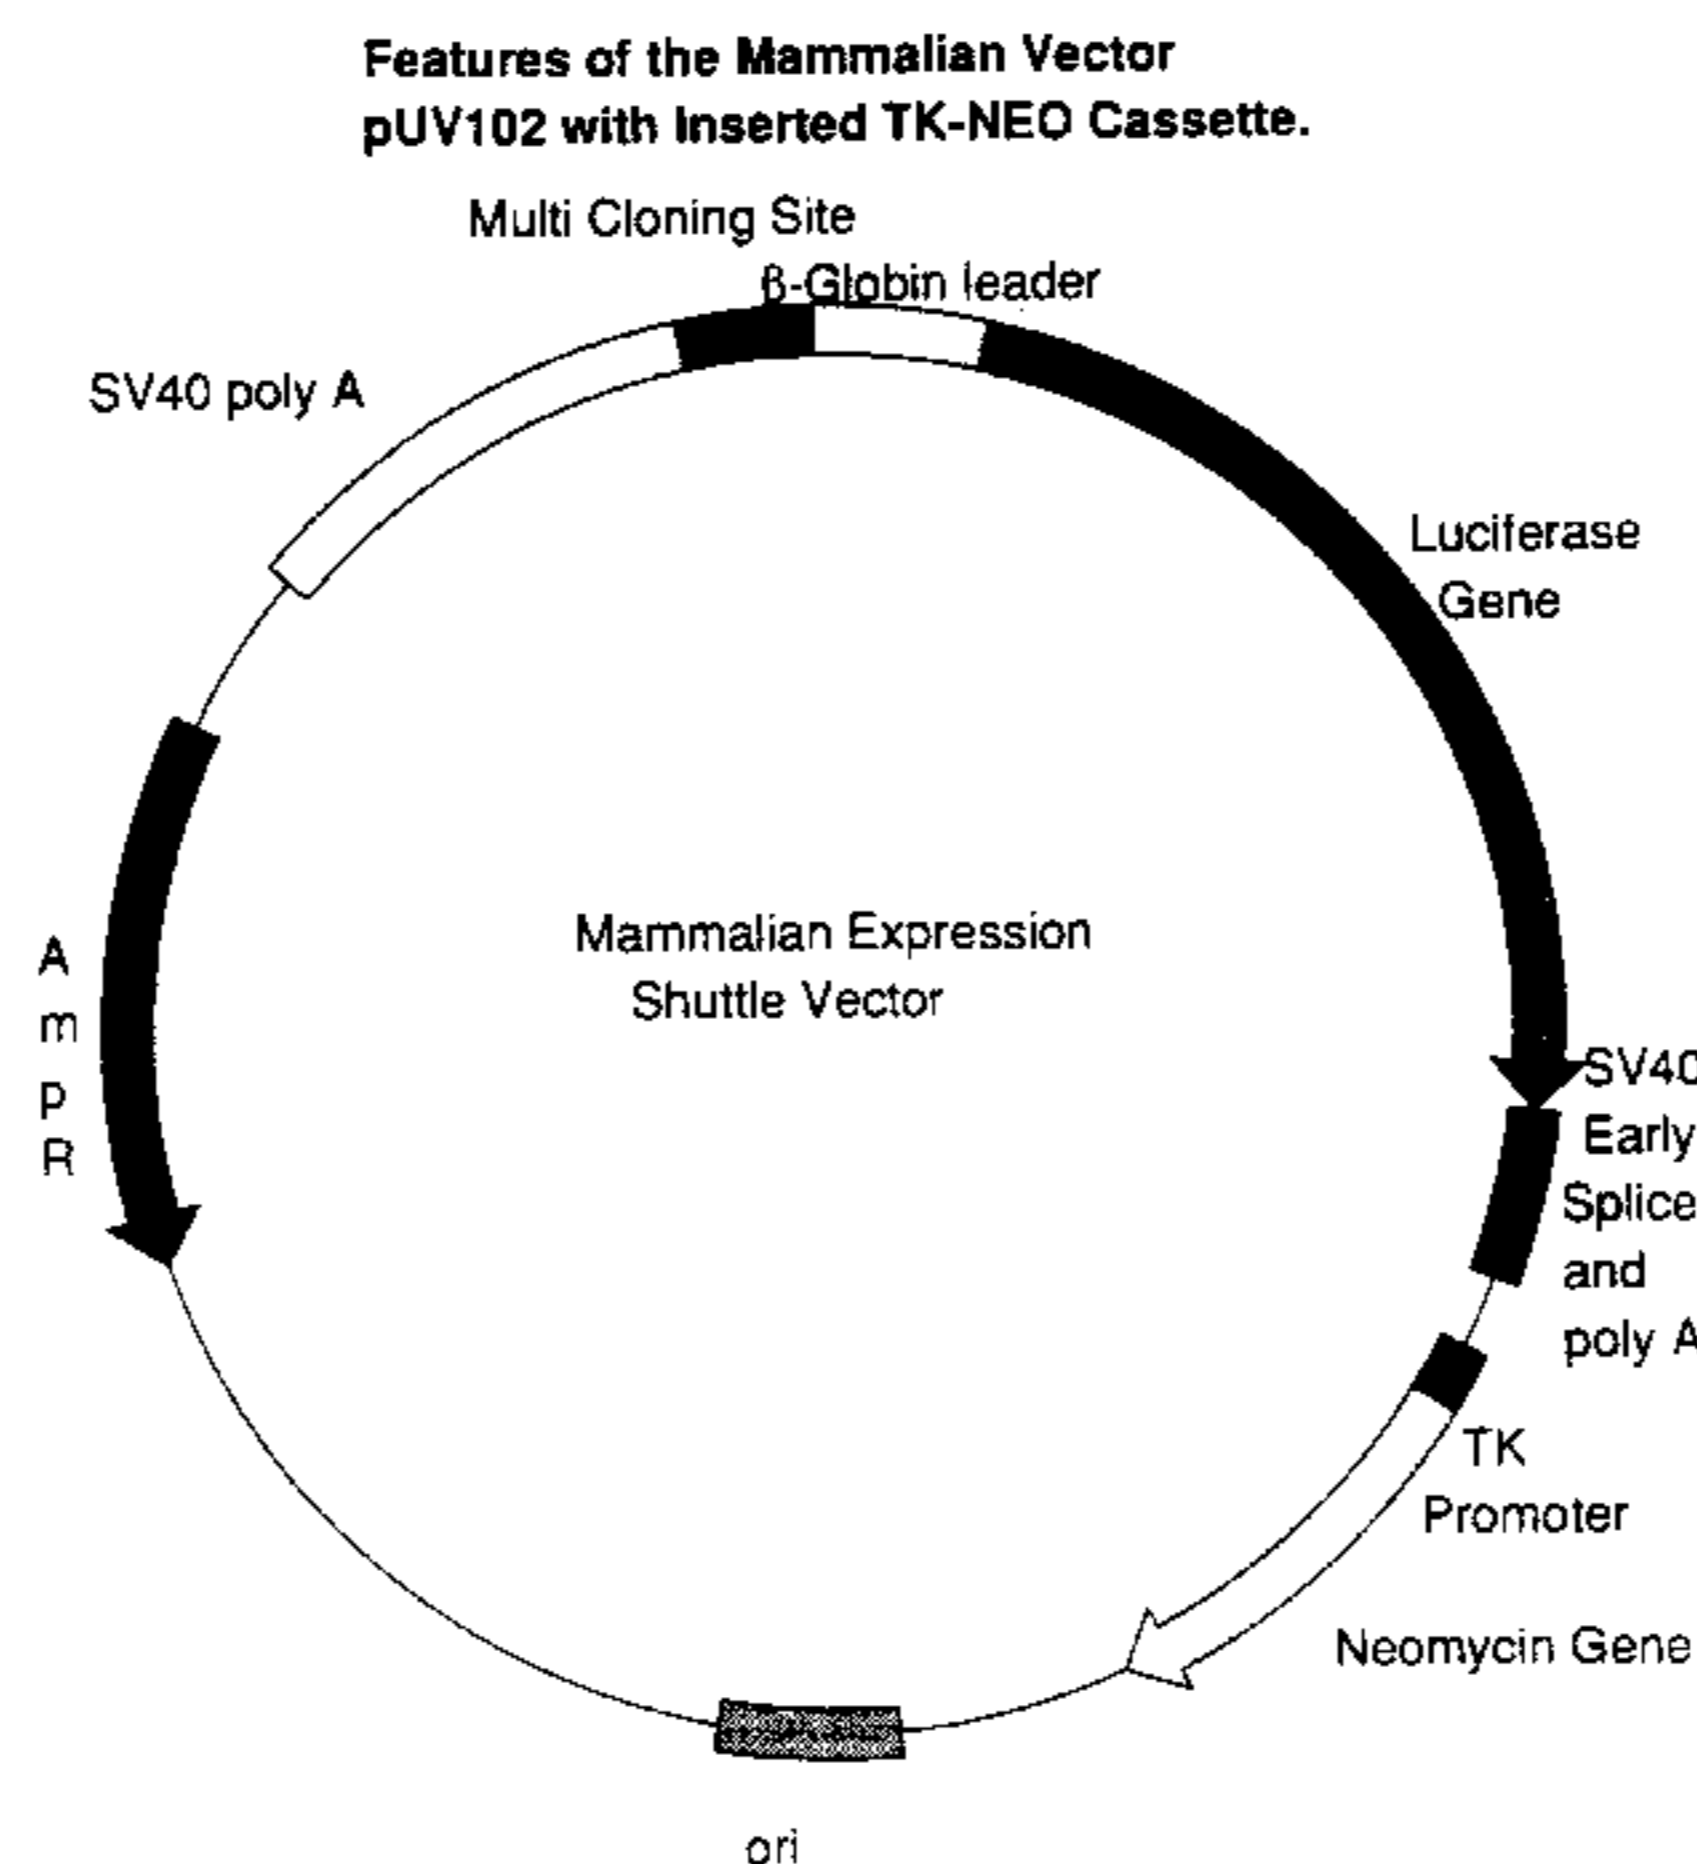 Features of the Mammalian Vector
pUV102 with Inserted TK-NEO Cassette.
Multi Cloning Site
β-Globin leader
SV40 poly A
Luciferase
Gene
Mammalian Expression
Shuttle Vector
A
m
p
R
SV40
Early
Splice
and
poly A
TK
Promoter
Neomycin Gene
ori